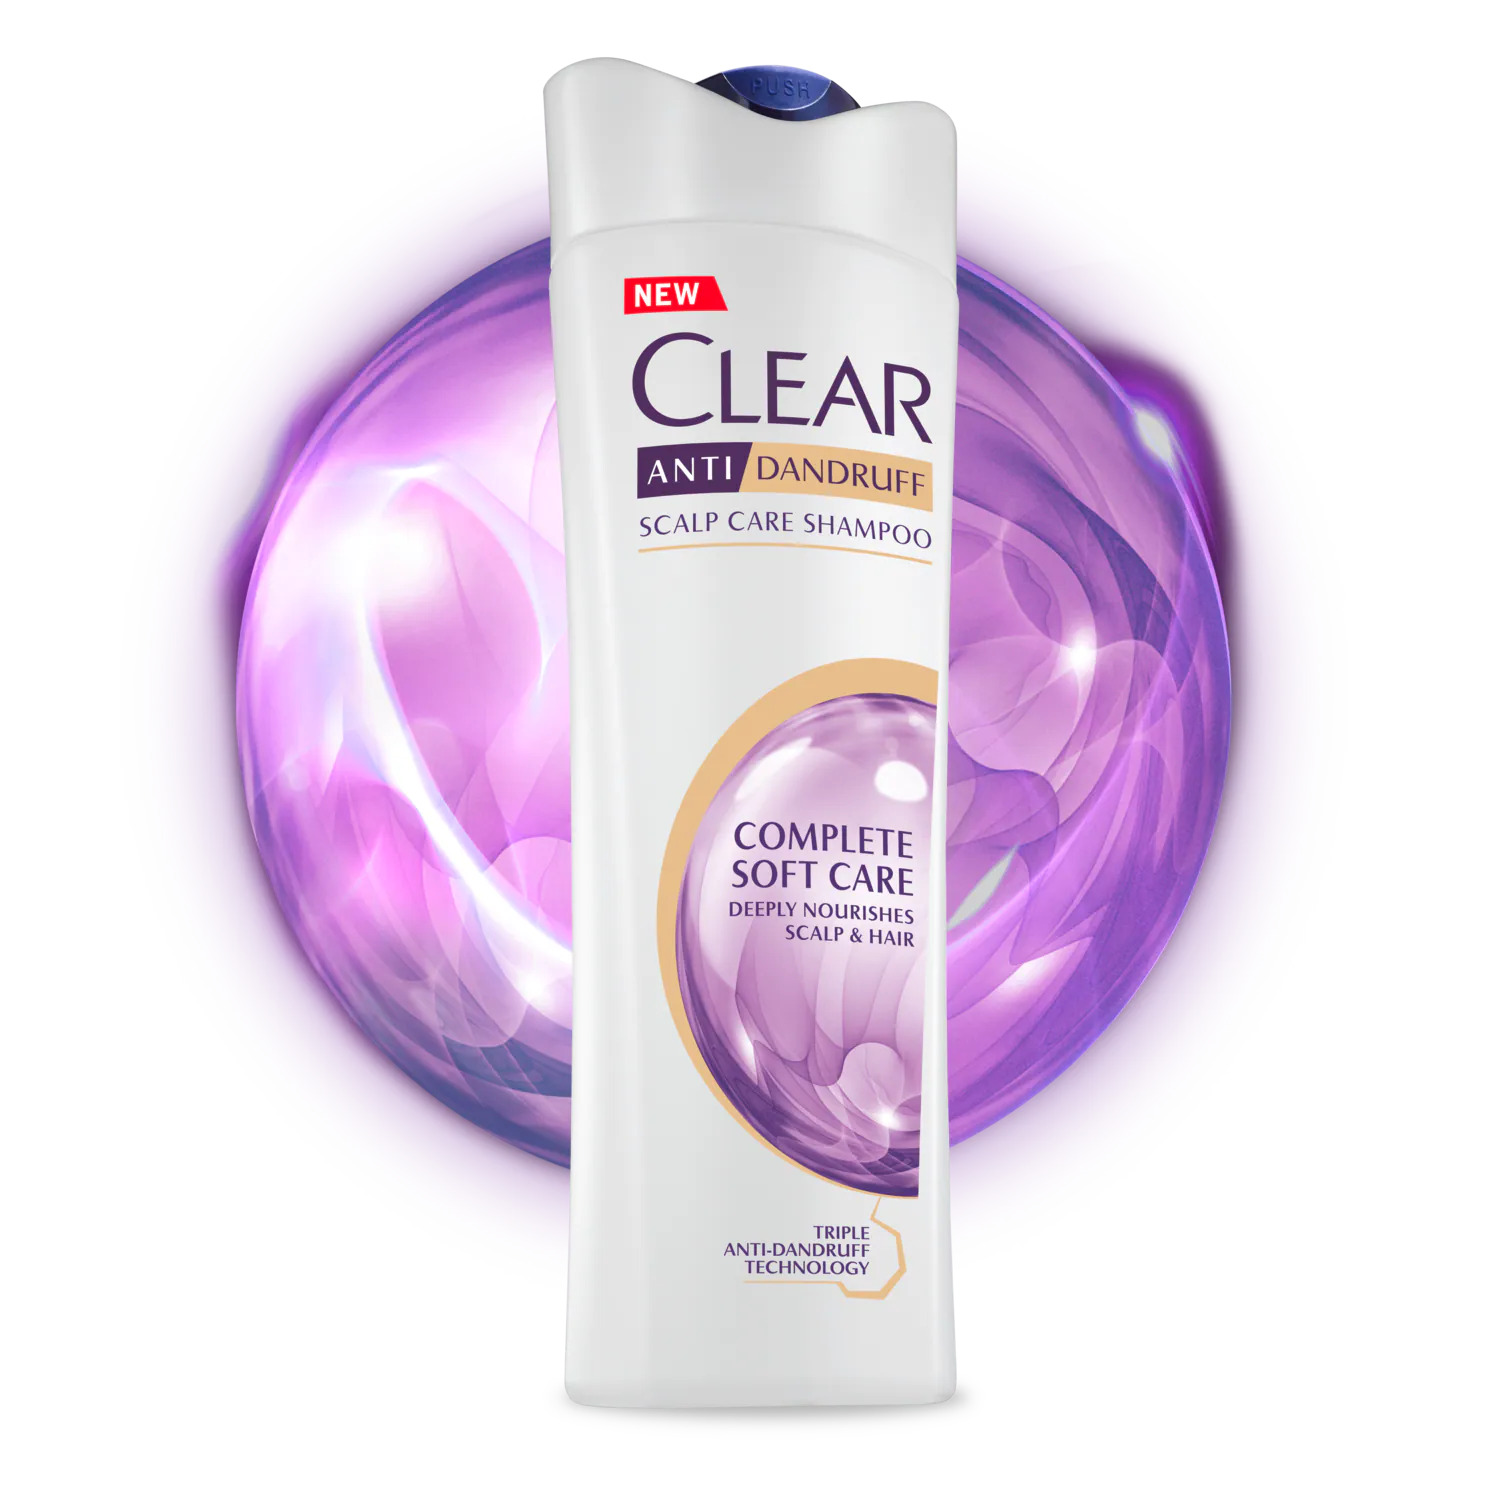 PUSH
NEW
CLEAR
ANTI DANDRUFF
SCALP CARE SHAMPOO
COMPLETE
SOFT CARE
DEEPLY NOURISHES
SCALP & HAIR
TRIPLE
ANTI-DANDRUFF
TECHNOLOGY